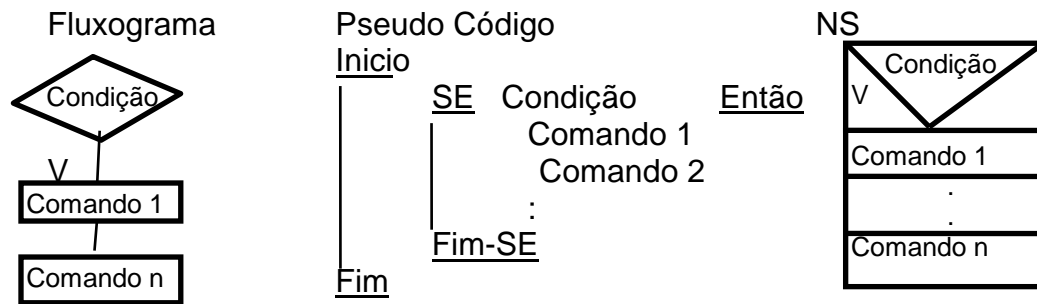 Fluxograma
Condição
V
Comando 1
Comando n
Pseudo Código
Inicio
SE Condição Então
Comando 1
Comando 2
:
Fim-SE
Fim
NS
Condição
V
Comando 1
.
.
Comando n